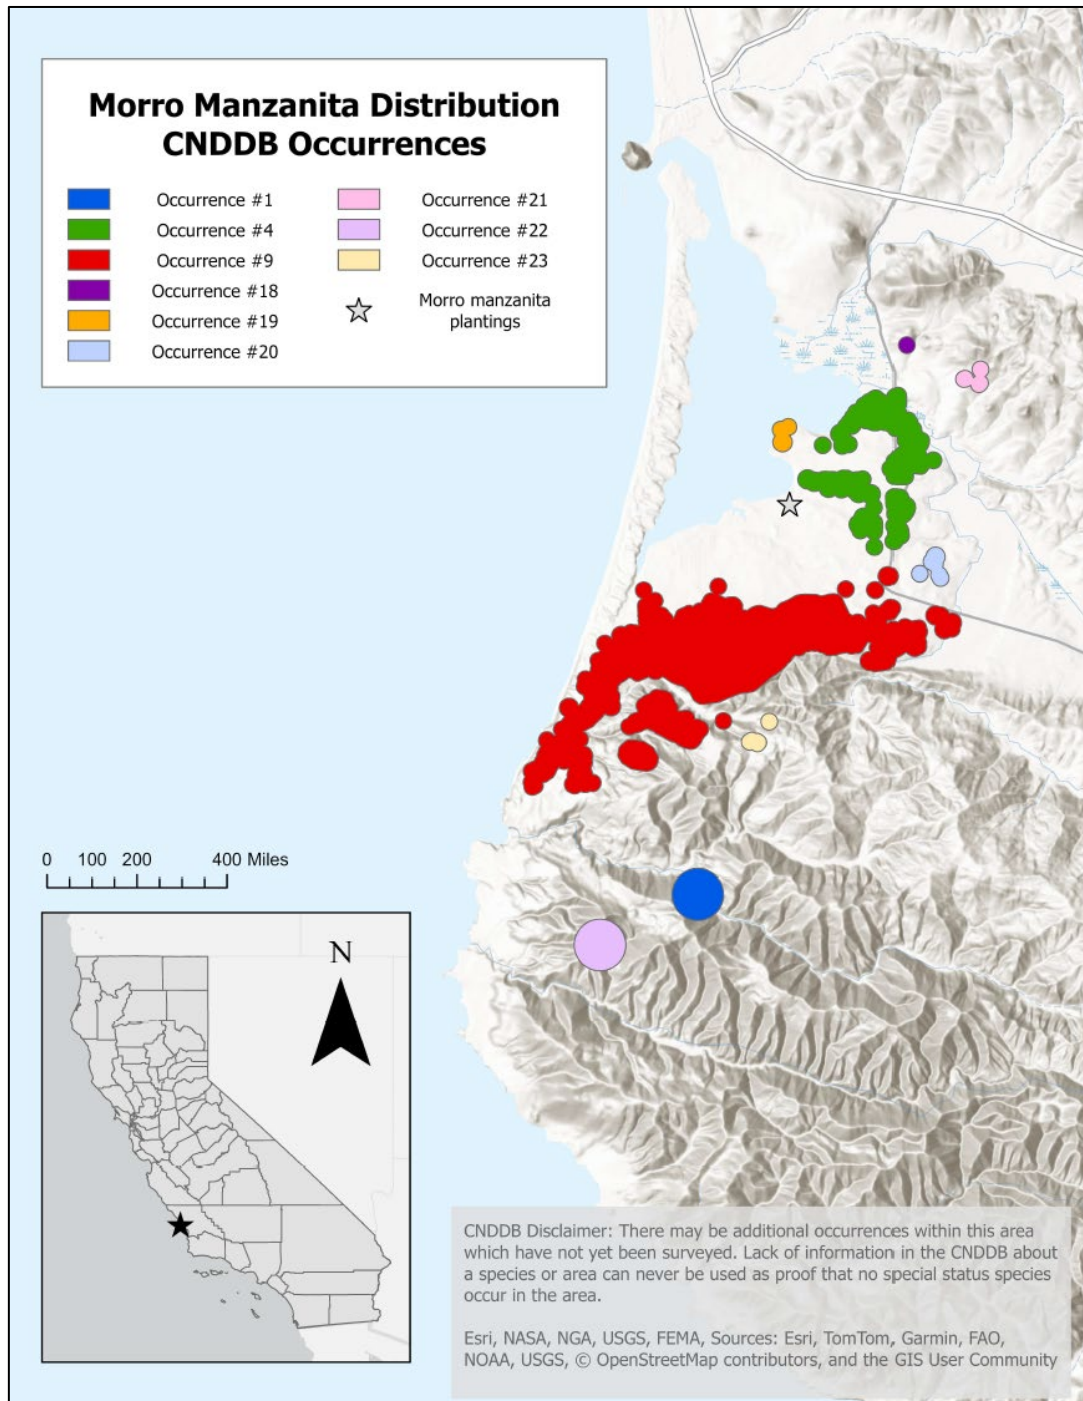 Morro Manzanita Distribution
CNDDB Occurrences
Occurrence #1
Occurrence #4
Occurrence #9
Occurrence #18
Occurrence #19
Occurrence #20
Occurrence #21
Occurrence #22
Occurrence #23
Morro manzanita
plantings
0 100 200 400 Miles
N
CNDDB Disclaimer: There may be additional occurrences within this area
which have not yet been surveyed. Lack of information in the CNDDB about
a species or area can never be used as proof that no special status species
occur in the area.
Esri, NASA, NGA, USGS, FEMA, Sources: Esri, TomTom, Garmin, FAO,
NOAA, USGS, © OpenStreetMap contributors, and the GIS User Community